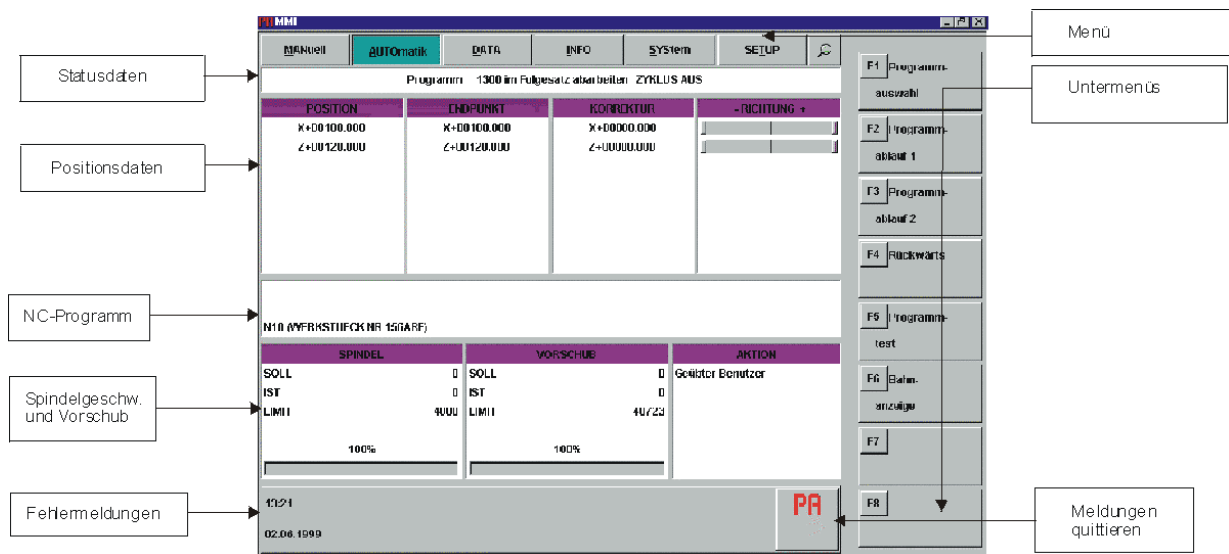 PA MMI
Menü
MANuell AUTOmatik DATA INFO SYStem SETUP
Statusdaten
Programm 1300 im Folgesatz abarbeiten ZYKLUS AUS
F1 Programm-
auswahl
Untermenüs
POSITION ENDPUNKT KORREKTUR - RICHTUNG +
X+00100.000 X+00100.000 X+00000.000
Z+00120.000 Z+00120.000 Z+00000.000
F2 Programm-
ablauf 1
Positionsdaten
F3 Programm-
ablauf 2
F4 Rückwärts
NC-Programm
F5 Programm-
test
SPINDEL VORSCHUB AKTION
SOLL 0 SOLL 0 Geübter Benutzer
IST 0 IST 0
LIMIT 4000 LIMIT
Spindelgeschw.
und Vorschub
F6 Bahn-
anzeige
100% 100%
F7
Fehlermeldungen
PA
F8
02.06.1999
Meldungen
quittieren